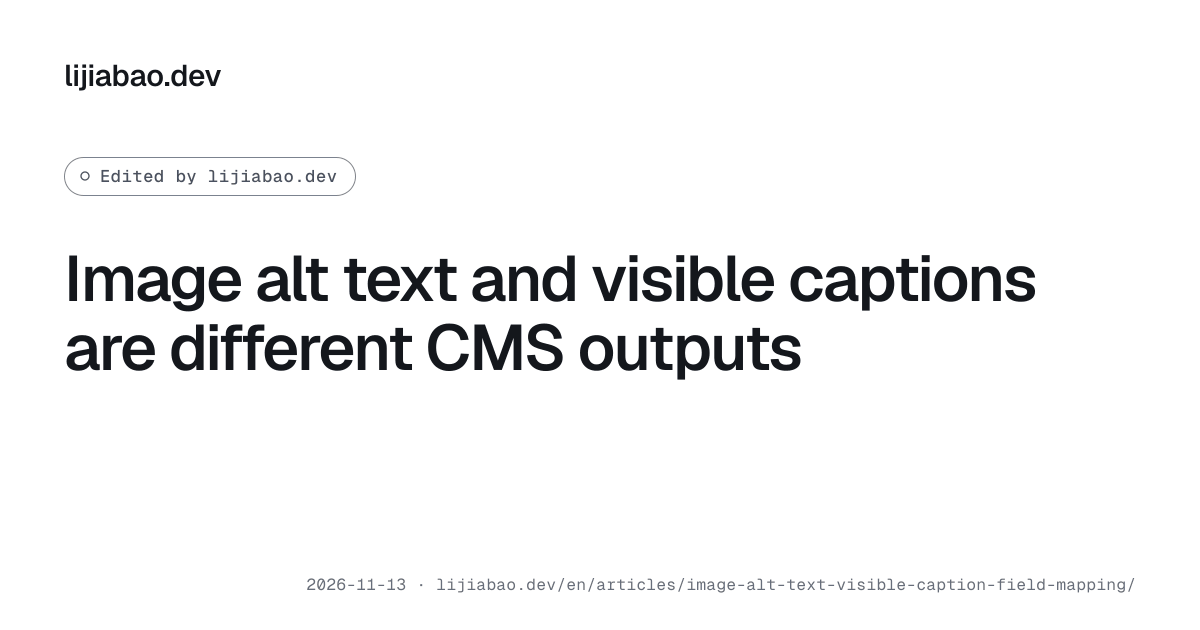 lijiabao.dev
Edited by lijiabao.dev
Image alt text and visible captions
are different CMS outputs
2026-11-13 · lijiabao.dev/en/articles/image-alt-text-visible-caption-field-mapping/